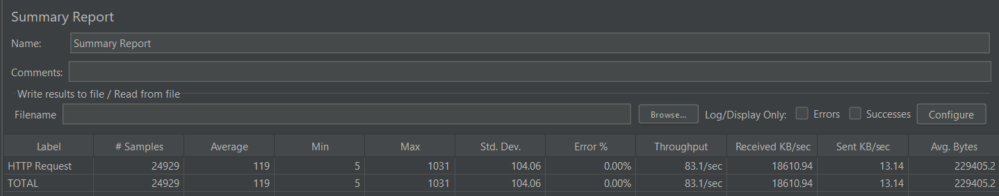 Summary Report
Name: Summary Report
Comments:
Write results to file / Read from file
Filename Browse... Log/Display Only: Errors Successes Configure
Label # Samples Average Min Max Std. Dev. Error % Throughput Received KB/sec Sent KB/sec Avg. Bytes
HTTP Request 24929 119 5 1031 104.06 0.00% 83.1/sec 18610.94 13.14 229405.2
TOTAL 24929 119 5 1031 104.06 0.00% 83.1/sec 18610.94 13.14 229405.2